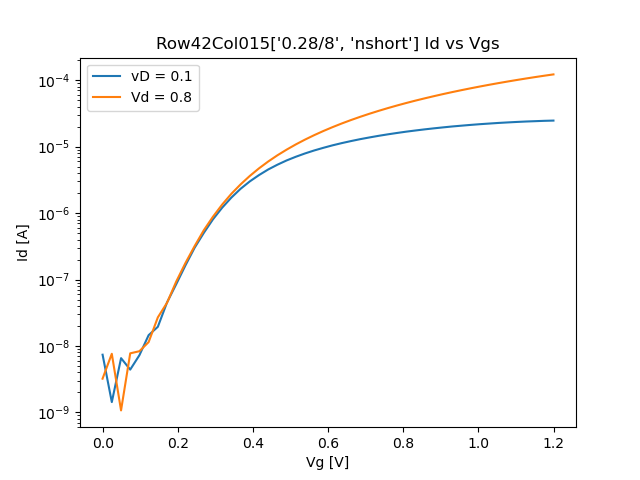 Row42Col015['0.28/8', 'nshort'] Id vs Vgs
vD = 0.1
Vd = 0.8
Id [A]
10⁻⁴
10⁻⁵
10⁻⁶
10⁻⁷
10⁻⁸
10⁻⁹
0.0 0.2 0.4 0.6 0.8 1.0 1.2
Vg [V]